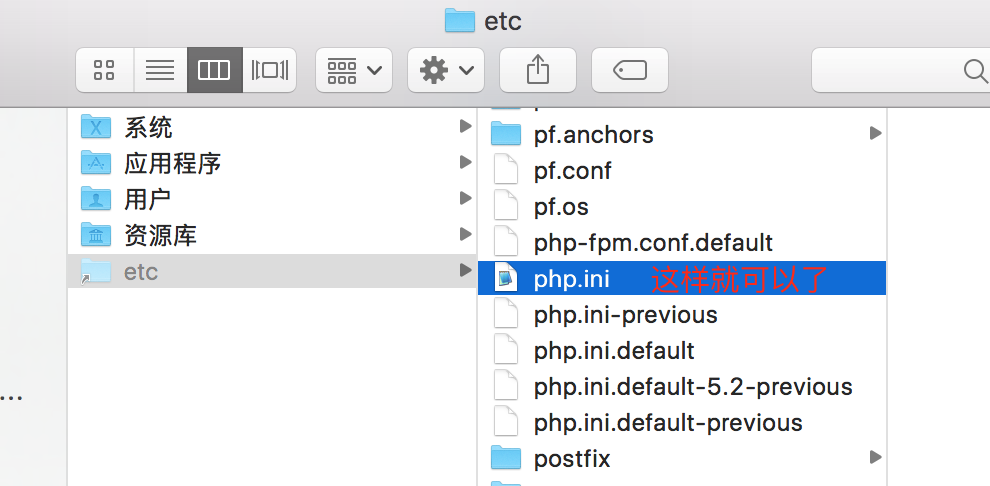 etc
系统
应用程序
用户
资源库
etc
pf.anchors
pf.conf
pf.os
php-fpm.conf.default
php.ini 这样就可以了
php.ini-previous
php.ini.default
php.ini.default-5.2-previous
php.ini.default-previous
postfix
...